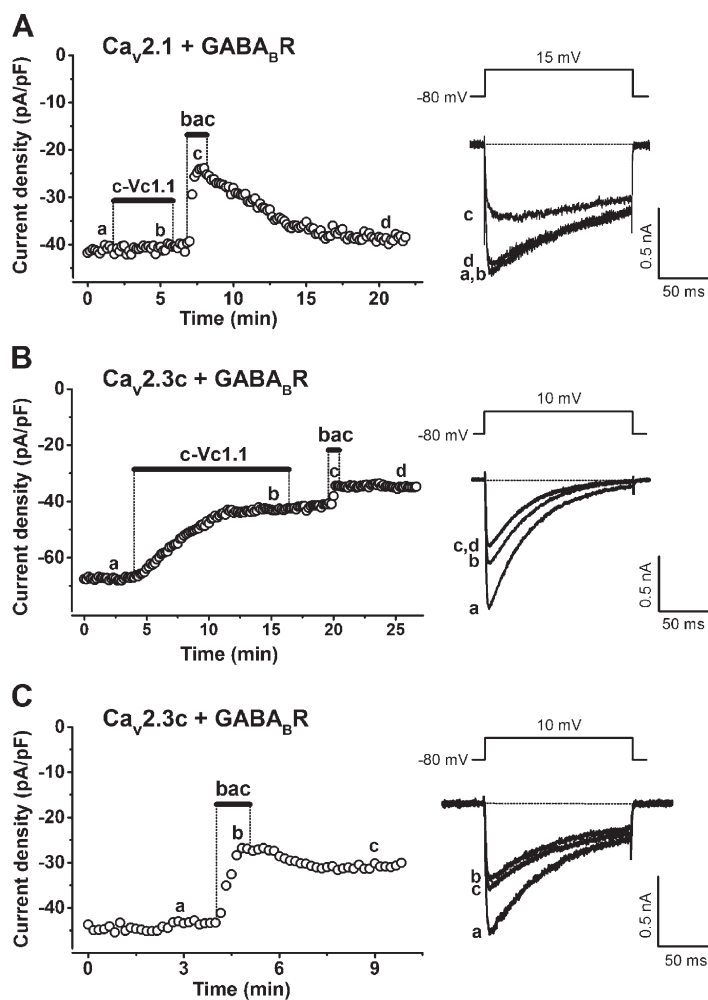 A
Cav2.1 + GABABR
Current density (pA/pF)
0
-10
-20
-30
-40
bac
c
c-Vc1.1
a
b
d
0
5
10
15
20
Time (min)
15 mV
-80 mV
c
d
a,b
0.5 nA
50 ms
B
Cav2.3c + GABABR
Current density (pA/pF)
0
-20
-40
-60
c-Vc1.1
bac
a
b
c
d
0
5
10
15
20
25
Time (min)
10 mV
-80 mV
c,d
b
a
0.5 nA
50 ms
C
Cav2.3c + GABABR
Current density (pA/pF)
0
-10
-20
-30
-40
bac
a
b
c
0
3
6
9
Time (min)
10 mV
-80 mV
b
c
a
0.5 nA
50 ms